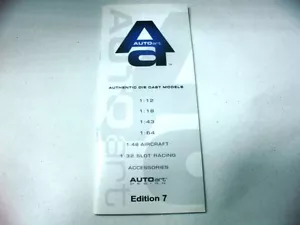 AUTOart
a
AUTHENTIC DIE CAST MODELS
1:12
1:18
1:43
1:64
1:48 AIRCRAFT
1:32 SLOT RACING
ACCESSORIES
AUTOart
DESIGN
Edition 7
Autoart